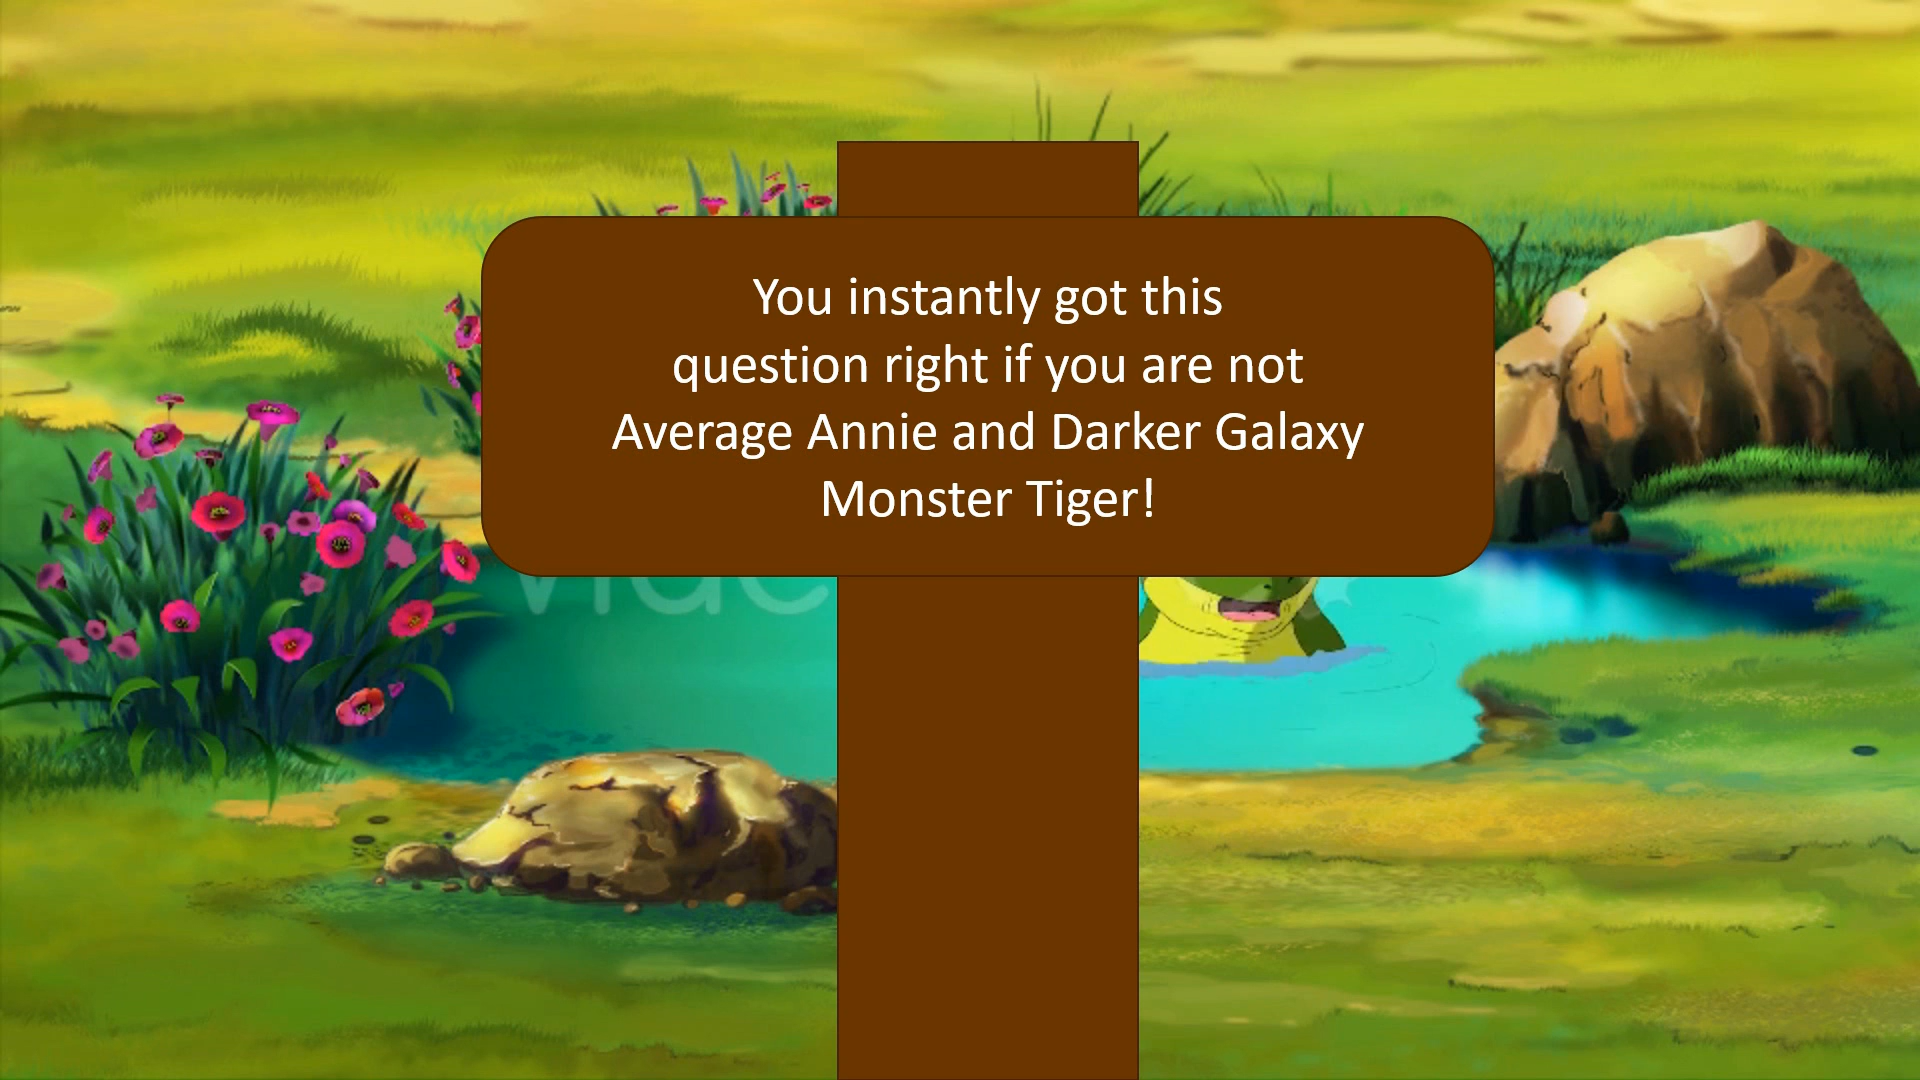 You instantly got this
question right if you are not
Average Annie and Darker Galaxy
Monster Tiger!